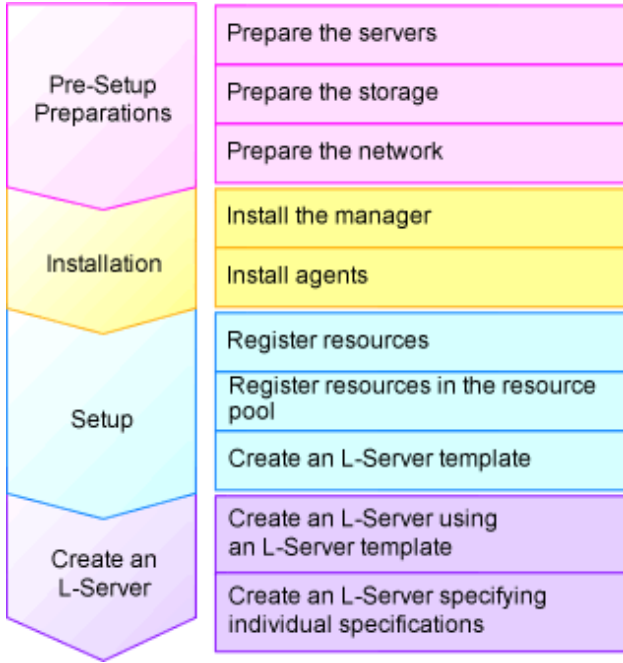 Pre-Setup
Preparations
Prepare the servers
Prepare the storage
Prepare the network
Installation
Install the manager
Install agents
Setup
Register resources
Register resources in the resource
pool
Create an L-Server template
Create an
L-Server
Create an L-Server using
an L-Server template
Create an L-Server specifying
individual specifications